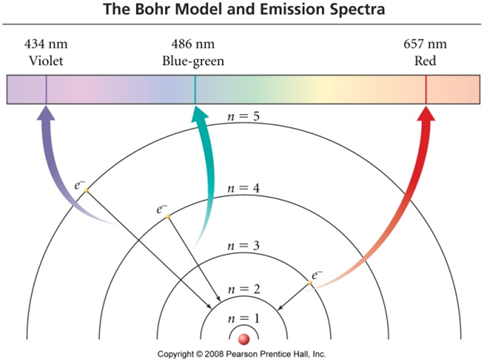 The Bohr Model and Emission Spectra
434 nm
Violet
486 nm
Blue-green
657 nm
Red
n = 5
e⁻
n = 4
e⁻
n = 3
e⁻
n = 2
n = 1
Copyright © 2008 Pearson Prentice Hall, Inc.